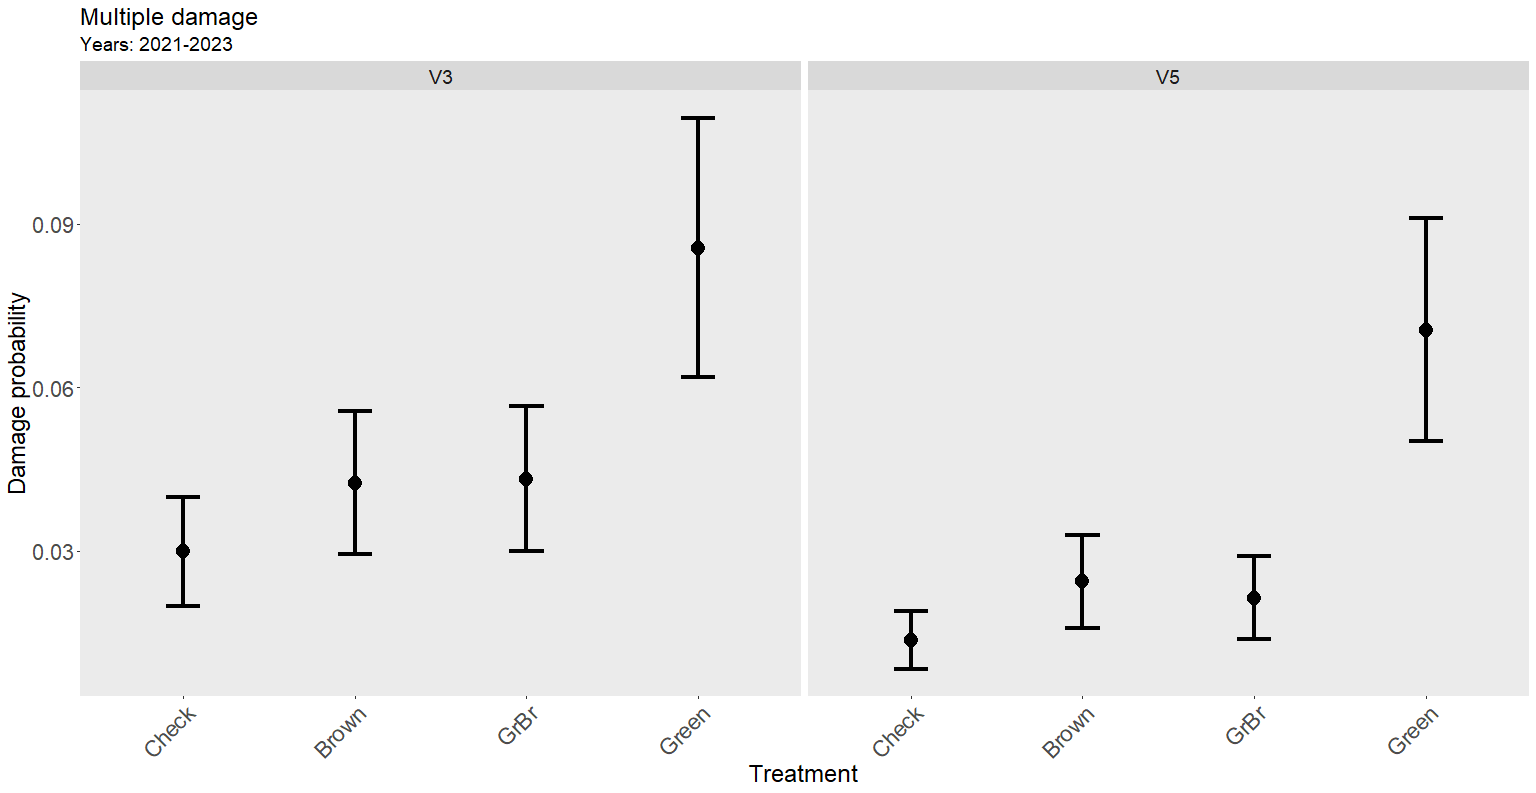 Multiple damage
Years: 2021-2023
V3
V5
Damage probability
0.09
0.06
0.03
Check
Brown
GrBr
Green
Check
Brown
GrBr
Green
Treatment